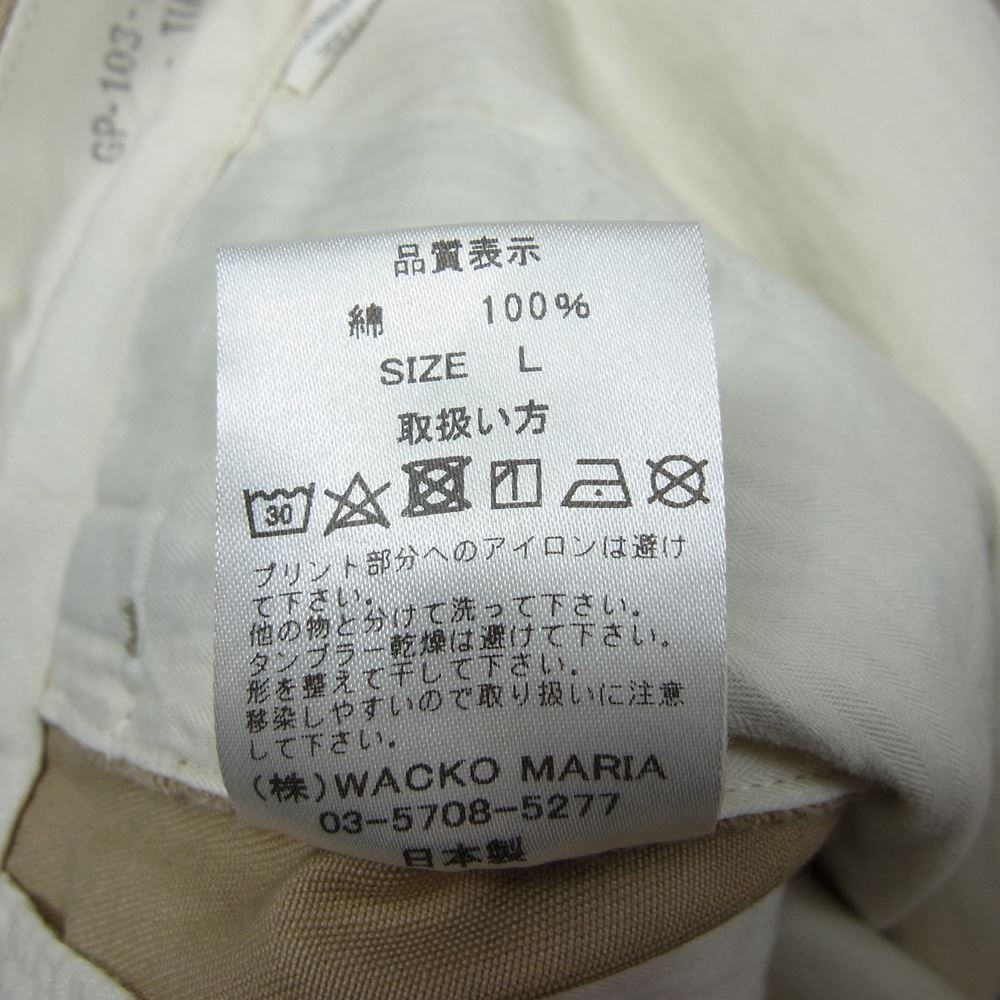 GP-103-
品質表示
綿 100%
SIZE L
取扱い方
30
プリント部分へのアイロンは避け
て下さい。
他の物と分けて洗って下さい。
タンブラー乾燥は避けて下さい。
形を整えて干して下さい。
移染しやすいので取り扱いに注意
して下さい。
(株)WACKO MARIA
03-5708-5277
日本製